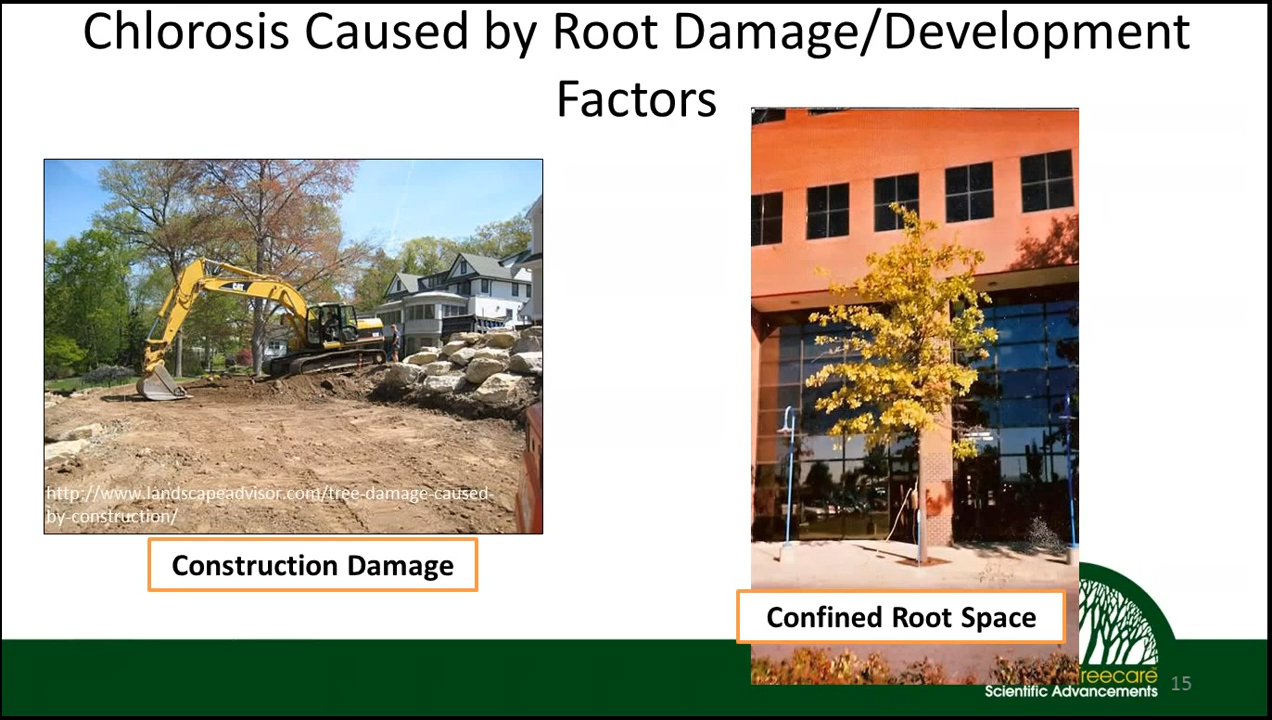 Chlorosis Caused by Root Damage/Development
Factors
CAT
http://www.landscapeadvisor.com/tree-damage-caused-
by-construction/
Construction Damage
Confined Root Space
Scientific Advancements
15